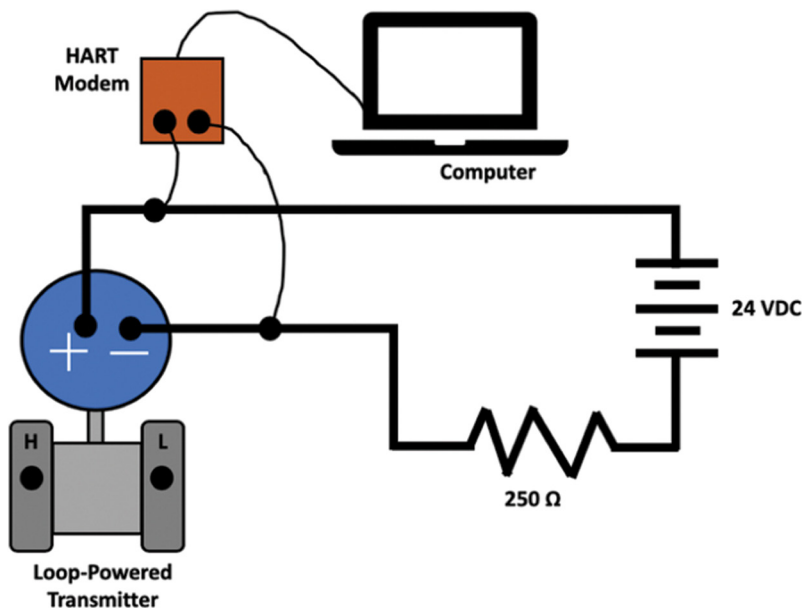 HART
Modem
Computer
24 VDC
+ −
H
L
250 Ω
Loop-Powered
Transmitter